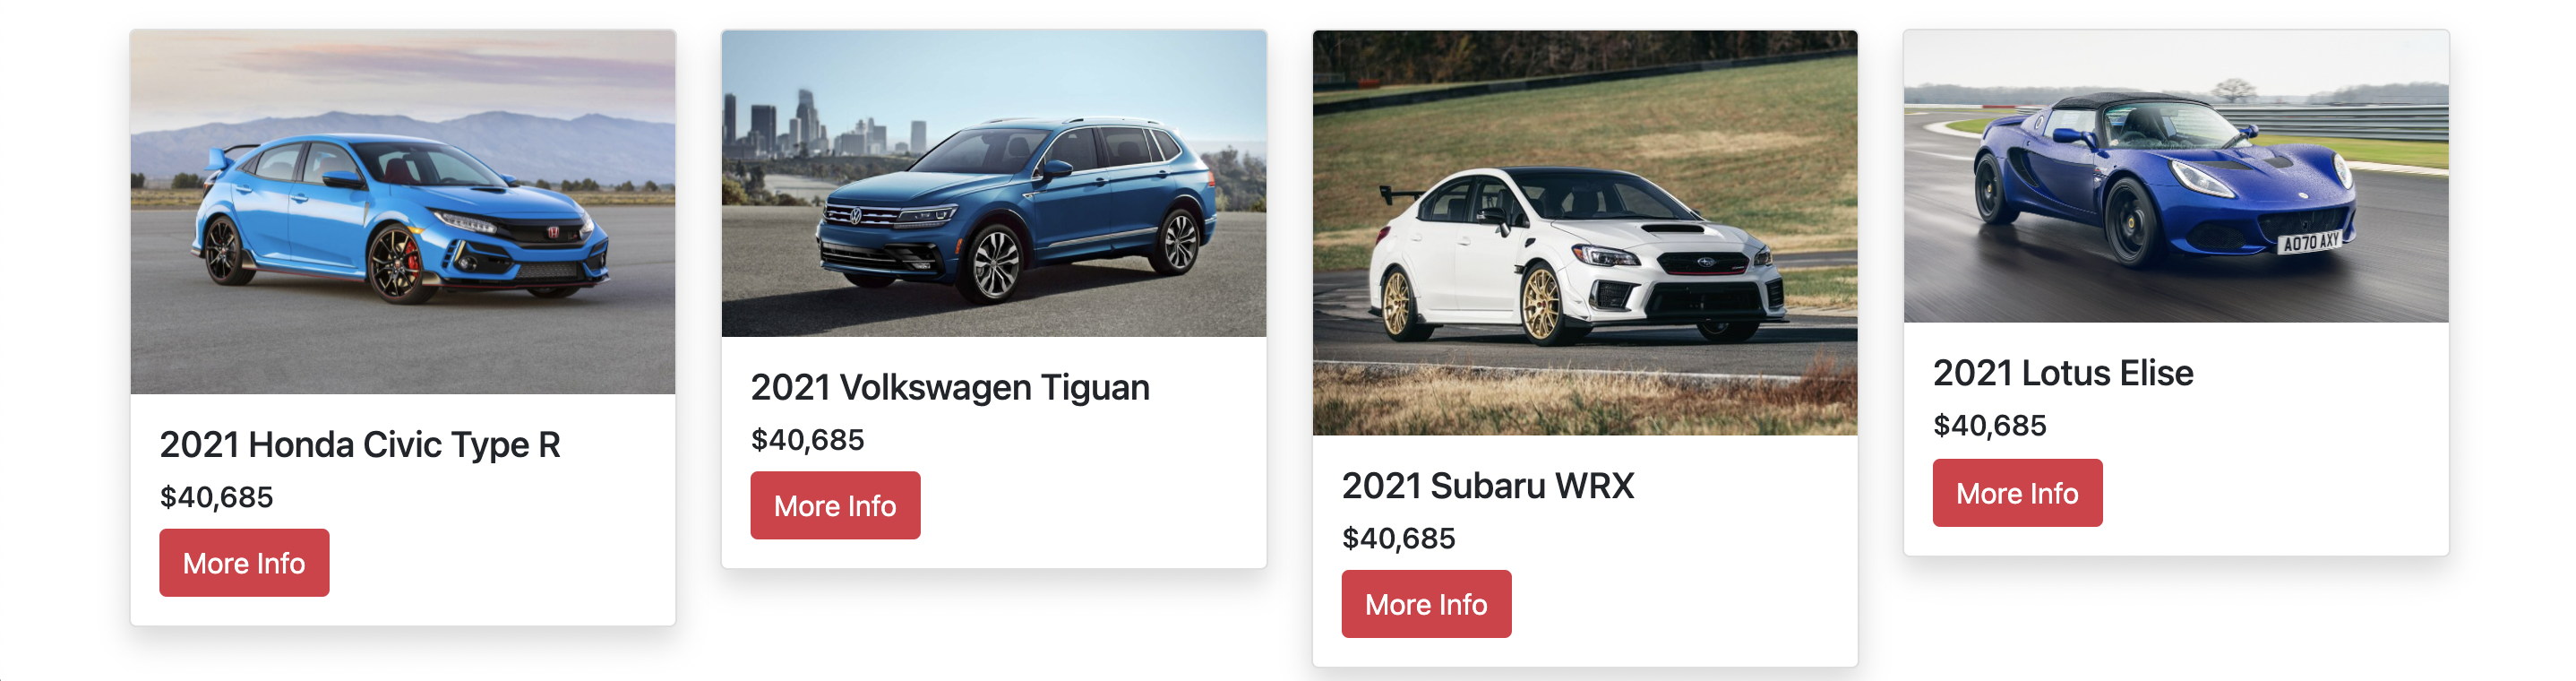 2021 Honda Civic Type R
$40,685
More Info
2021 Volkswagen Tiguan
$40,685
More Info
2021 Subaru WRX
$40,685
More Info
AO70 AXY
2021 Lotus Elise
$40,685
More Info